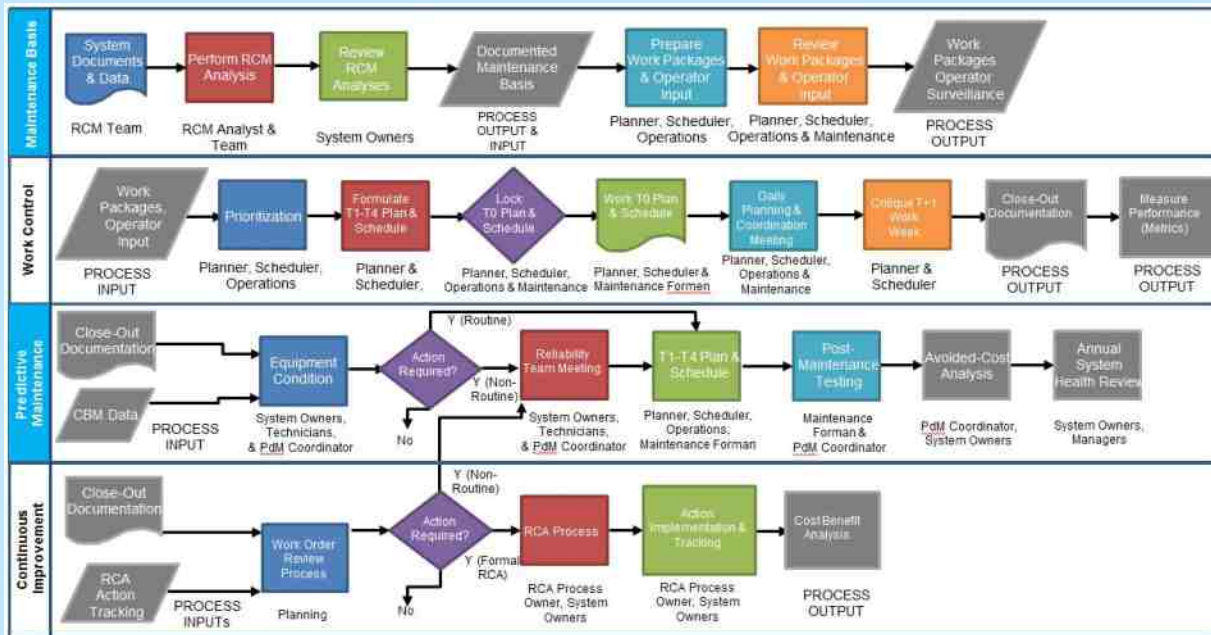 Maintenance Basis
System
Documents
& Data
RCM Team
Perform RCM
Analysis
RCM Analyst &
Team
Review
RCM
Analyses
System Owners
Documented
Maintenance
Basis
PROCESS
OUTPUT &
INPUT
Prepare
Work Packages
& Operator
Input
Planner, Scheduler,
Operations
Review
Work Packages
& Operator
Input
Planner, Scheduler,
Operations & Maintenance
Work
Packages
Operator
Surveillance
PROCESS
OUTPUT
Work Control
Work
Packages,
Operator
Input
PROCESS
INPUT
Prioritization
Planner, Scheduler,
Operations
Formulate
T1-T4 Plan &
Schedule
Planner &
Scheduler,
Lock
T0 Plan &
Schedule
Planner, Scheduler,
Operations & Maintenance
Work T0 Plan
& Schedule
Planner, Scheduler &
Maintenance Formen
Daily
Planning &
Coordination
Meeting
Planner, Scheduler,
Operations &
Maintenance
Critique T+1
Work
Week
Planner &
Scheduler
Close-Out
Documentation
PROCESS
OUTPUT
Measure
Performance
(Metrics)
PROCESS
OUTPUT
Predictive
Maintenance
Close-Out
Documentation
CBM Data
PROCESS
INPUT
Equipment
Condition
System Owners,
Technicians,
& PdM Coordinator
Action
Required?
Y (Routine)
Y (Non-
Routine)
No
Reliability
Team Meeting
System Owners,
Technicians,
& PdM Coordinator
T1-T4 Plan &
Schedule
Planner, Scheduler,
Operations,
Maintenance Forman
Post-
Maintenance
Testing
Maintenance
Forman &
PdM Coordinator
Avoided-Cost
Analysis
PdM Coordinator,
System Owners
Annual
System
Health Review
System Owners,
Managers
Continuous
Improvement
Close-Out
Documentation
RCA
Action
Tracking
PROCESS
INPUTs
Work Order
Review
Process
Planning
Action
Required?
Y (Non-
Routine)
Y (Formal
RCA)
No
RCA Process
RCA Process
Owner, System
Owners
Action
Implementation &
Tracking
RCA Process
Owner, System
Owners
Cost Benefit
Analysis
PROCESS
OUTPUT